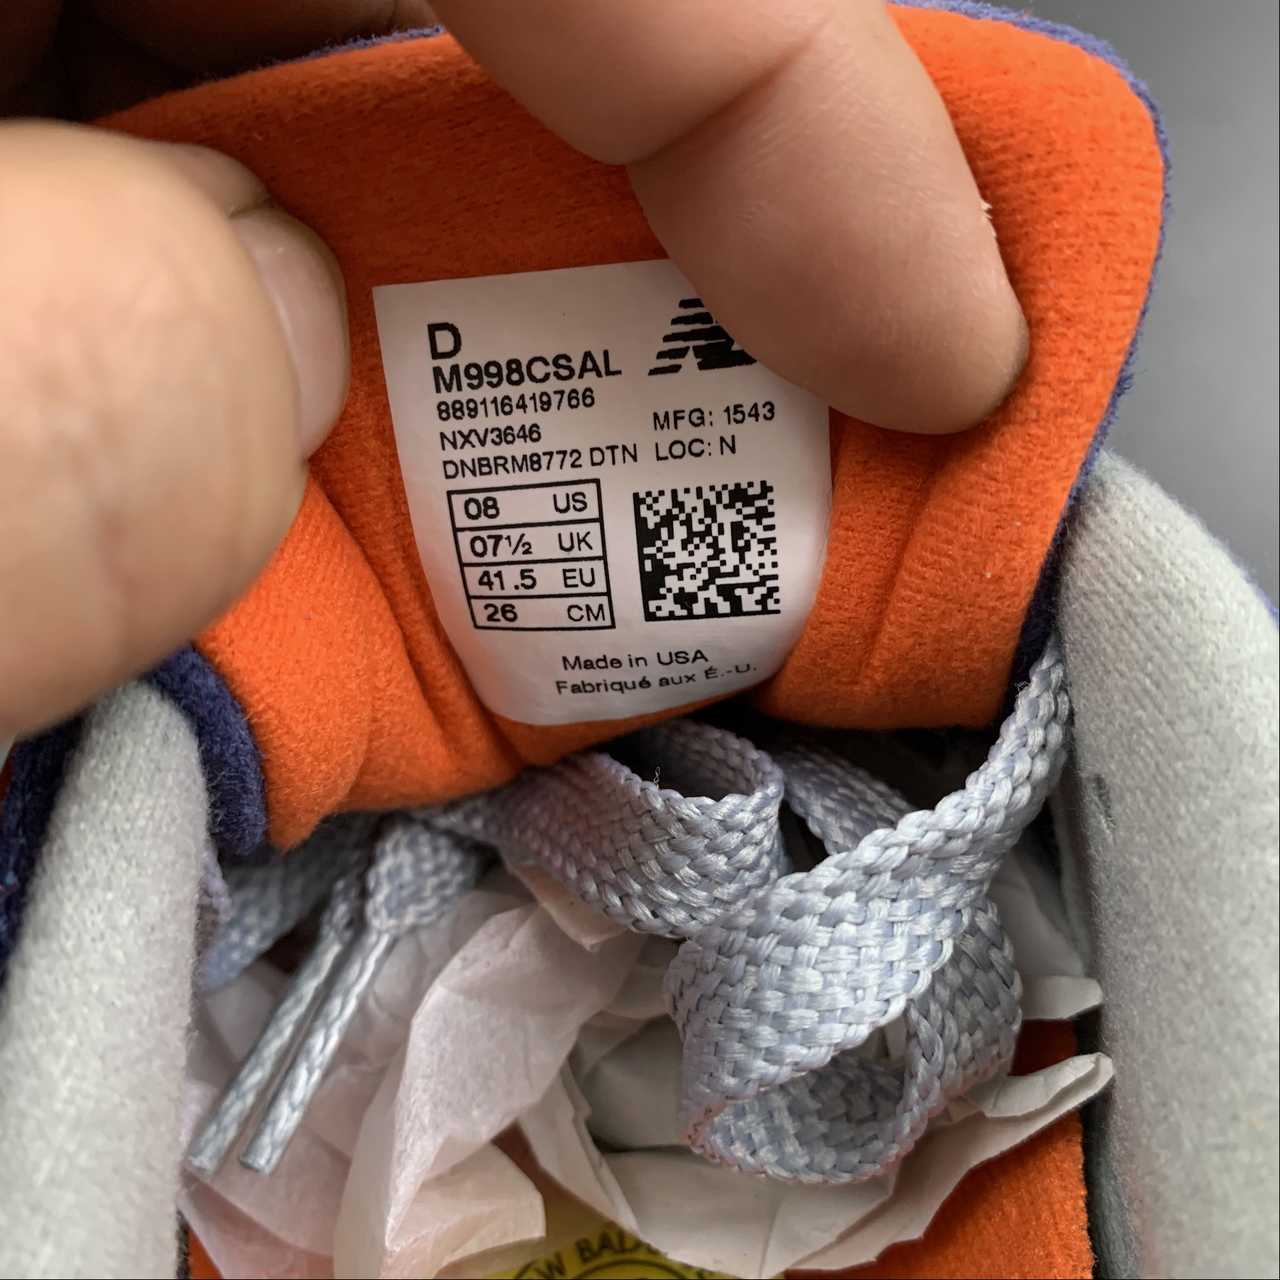 D
M998CSAL
889116419766
NXV3646
MFG: 1543
DNBRM8772 DTN LOC: N
08 US
07½ UK
41.5 EU
26 CM
Made in USA
Fabriqué aux É.-U.